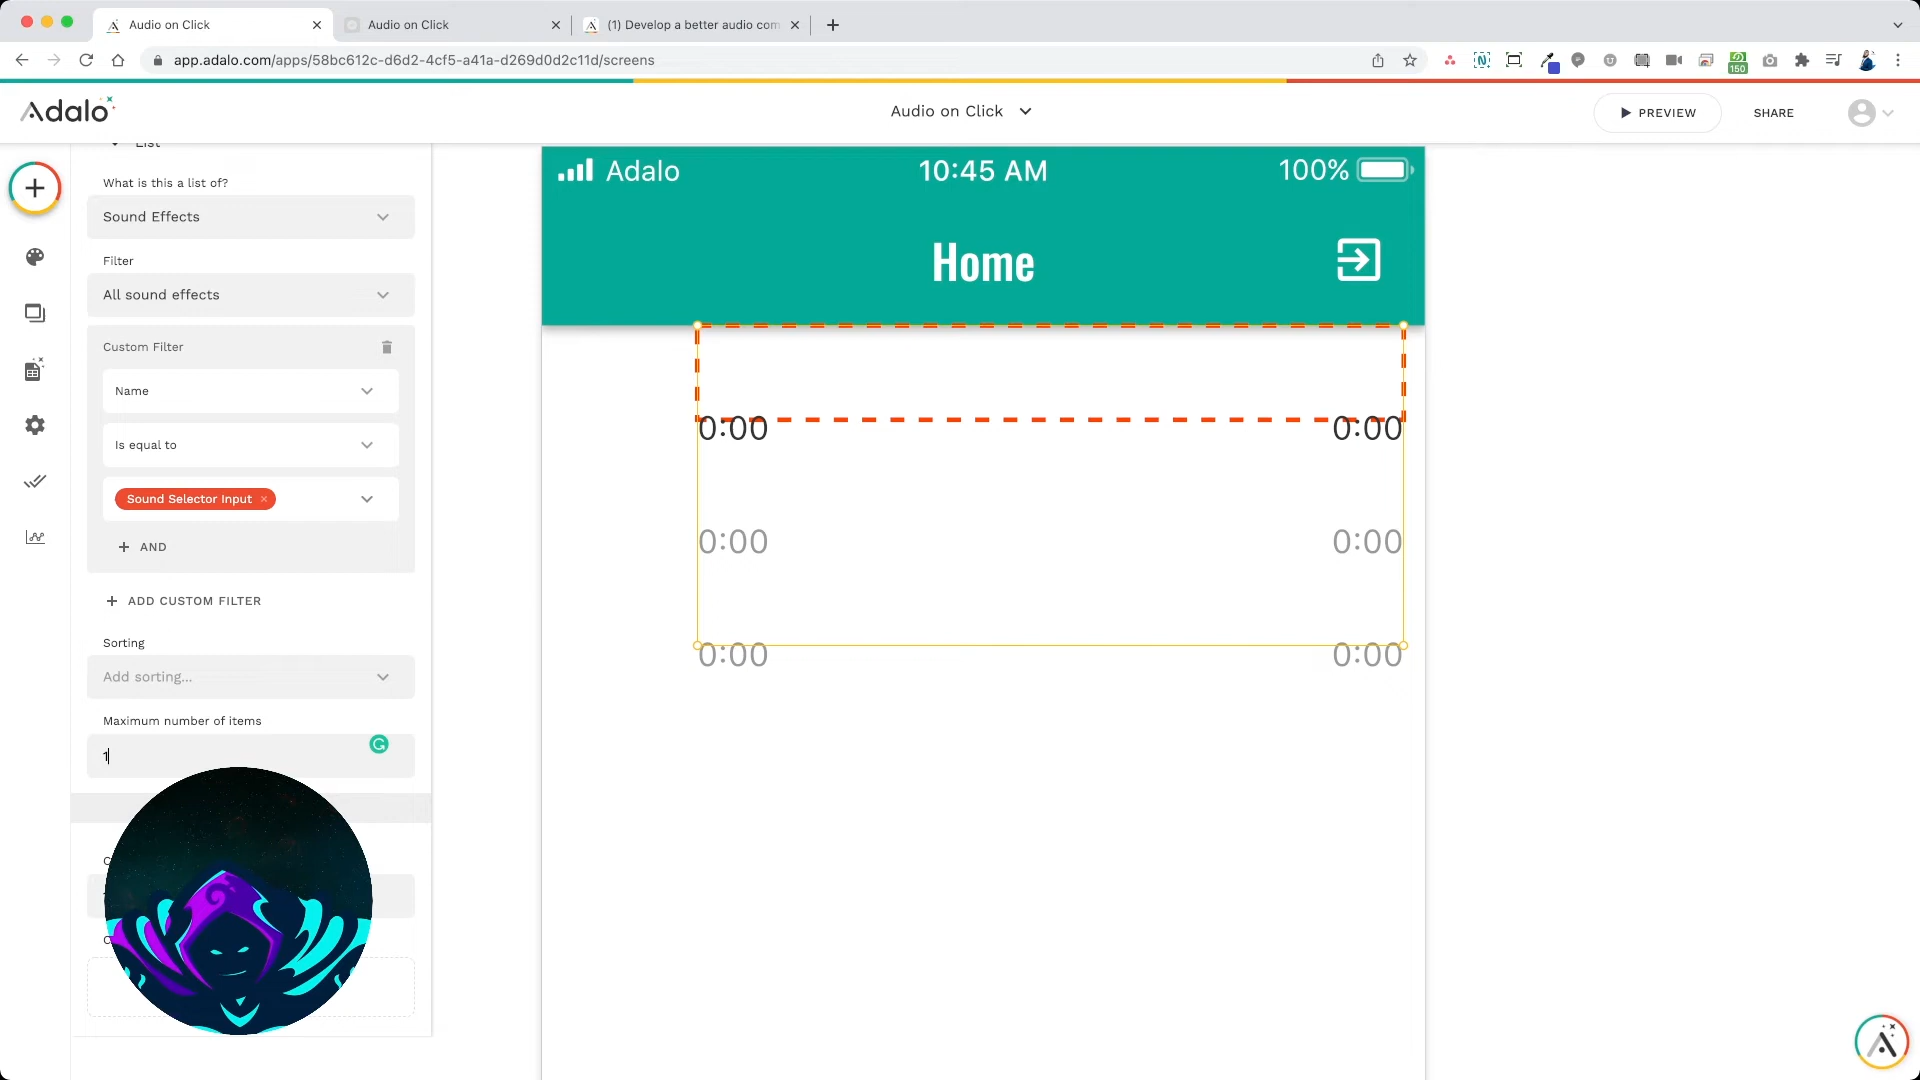 Audio on Click
Audio on Click
(1) Develop a better audio com
app.adalo.com/apps/58bc612c-d6d2-4cf5-a41a-d269d0d2c11d/screens
150
Adalo
Audio on Click
PREVIEW
SHARE
List
What is this a list of?
Sound Effects
Filter
All sound effects
Custom Filter
Name
Is equal to
Sound Selector Input ×
+ AND
+ ADD CUSTOM FILTER
Sorting
Add sorting...
Maximum number of items
1
Adalo
10:45 AM
100%
Home
0:00
0:00
0:00
0:00
0:00
0:00